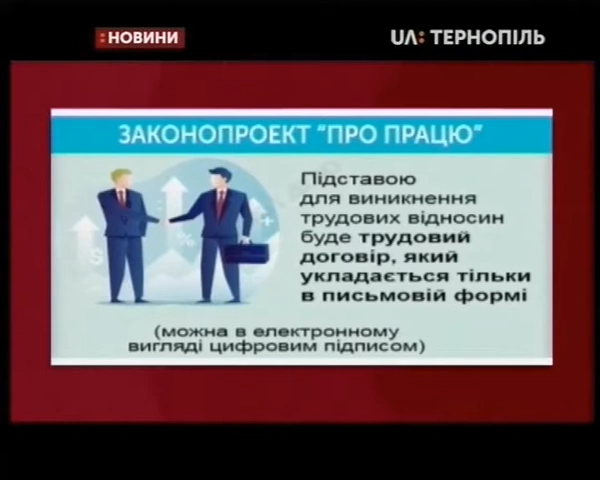 :НОВИНИ
UA: ТЕРНОПІЛЬ
ЗАКОНОПРОЕКТ "ПРО ПРАЦЮ"
Підставою
для виникнення
трудових відносин
буде трудовий
договір, який
укладається тільки
в письмовій формі
(можна в електронному
вигляді цифровим підписом)
$
%
+